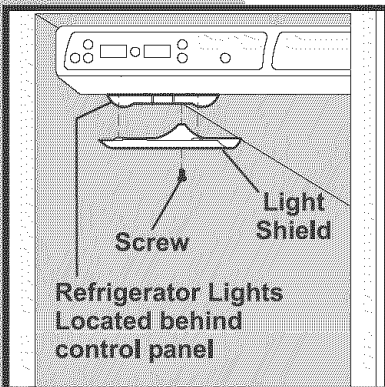 Light
Shield
Screw
Refrigerator Lights
Located behind
control panel